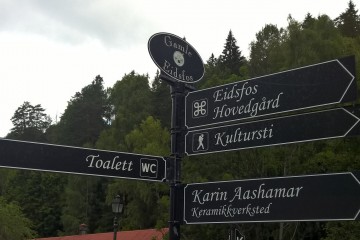 Gamle
Eidsfos
Eidsfos
Hovedgård
Kultursti
Toalett WC
Karin Aashamar
Keramikkverksted